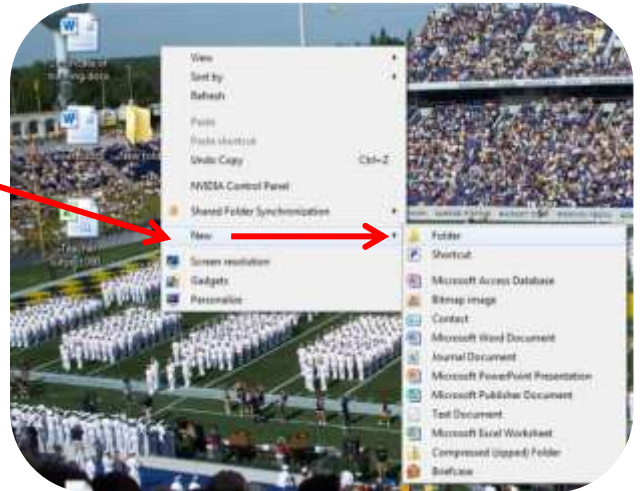 View
Sort by
Refresh
Paste
Paste shortcut
Undo Copy Ctrl+Z
NVIDIA Control Panel
Shared Folder Synchronization
New
Screen resolution
Gadgets
Personalize
Folder
Shortcut
Microsoft Access Database
Bitmap image
Contact
Microsoft Word Document
Journal Document
Microsoft PowerPoint Presentation
Microsoft Publisher Document
Text Document
Microsoft Excel Worksheet
Compressed (zipped) Folder
Briefcase